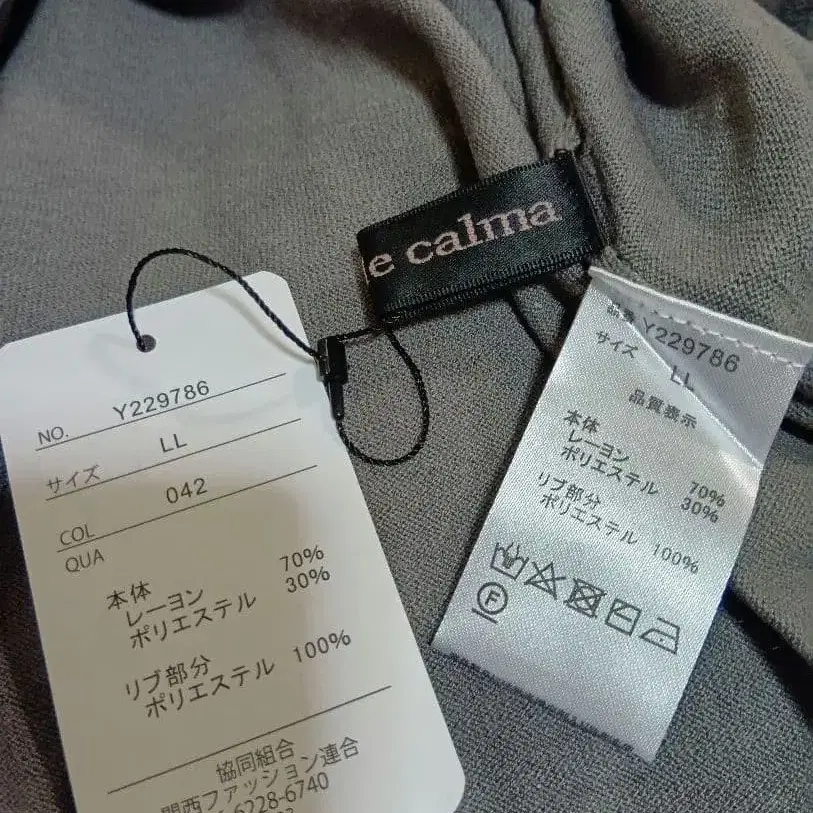 e calma
NO. Y229786
サイズ LL
COL 042
QUA
本体
レーヨン 70%
ポリエステル 30%
リブ部分
ポリエステル 100%
協同組合
関西ファッション連合
6228-6740
品番 Y229786
サイズ LL
品質表示
本体
レーヨン 70%
ポリエステル 30%
リブ部分
ポリエステル 100%
F